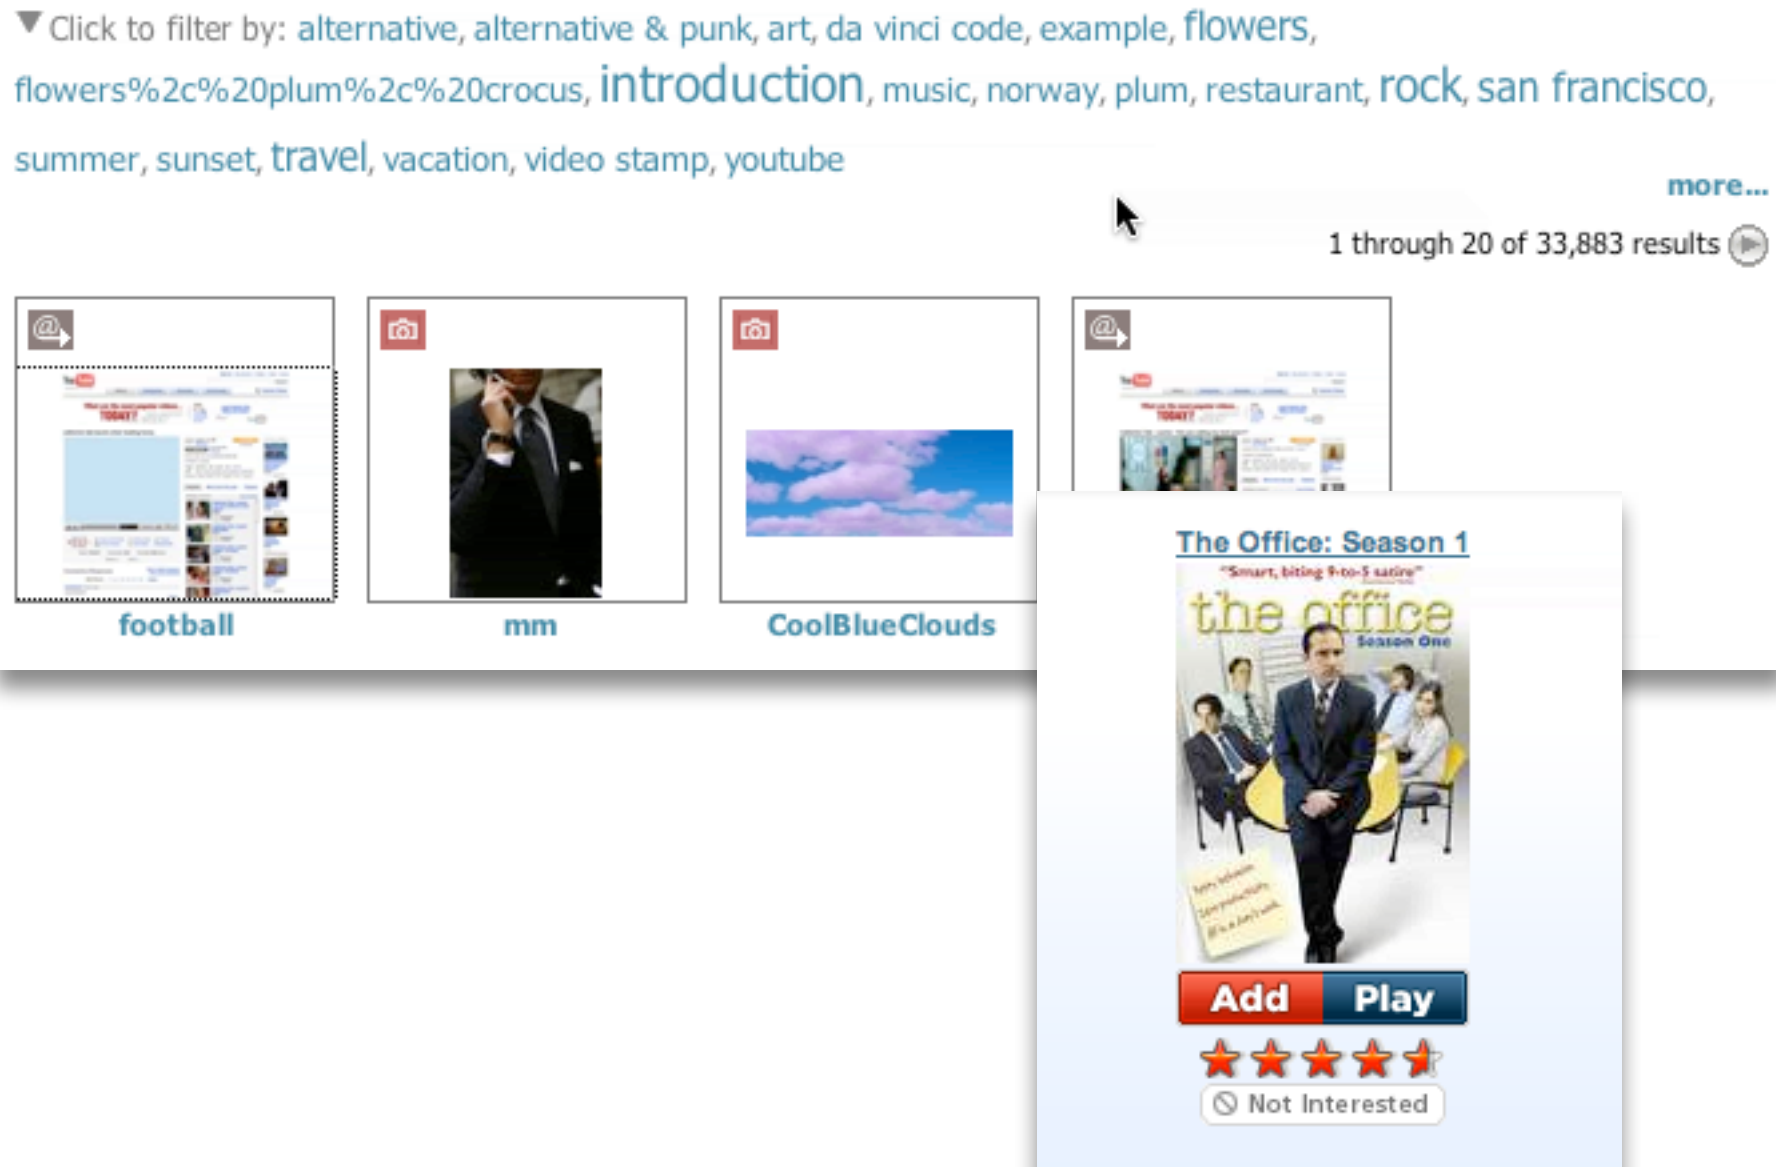 Click to filter by: alternative, alternative & punk, art, da vinci code, example, flowers,
flowers%2c%20plum%2c%20crocus, introduction, music, norway, plum, restaurant, rock, san francisco,
summer, sunset, travel, vacation, video stamp, youtube
more...
1 through 20 of 33,883 results
TODAY?
football
mm
CoolBlueClouds
The Office: Season 1
"Smart, biting 9-to-5 satire"
the office
Season One
Add Play
Not Interested